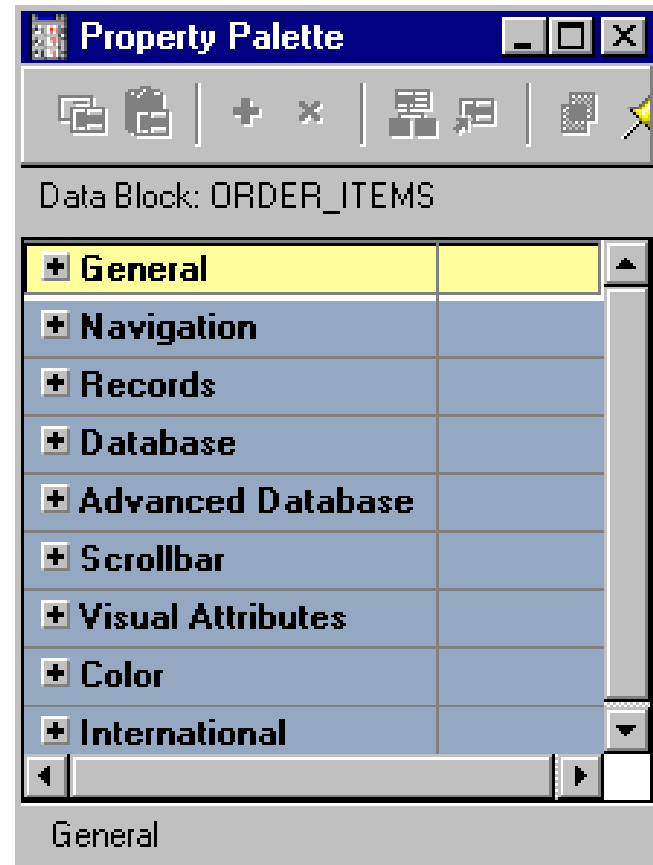 Property Palette
Data Block: ORDER_ITEMS
General
Navigation
Records
Database
Advanced Database
Scrollbar
Visual Attributes
Color
International
General